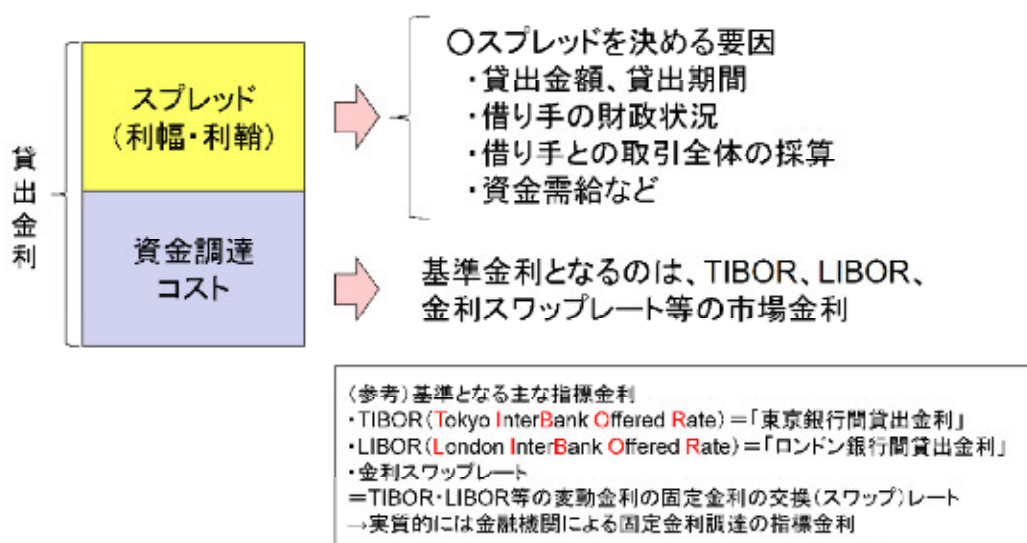 貸出金利
スプレッド
(利幅・利鞘)
資金調達
コスト
〇スプレッドを決める要因
・貸出金額、貸出期間
・借り手の財政状況
・借り手との取引全体の採算
・資金需給など
基準金利となるのは、TIBOR、LIBOR、
金利スワップレート等の市場金利
(参考)基準となる主な指標金利
・TIBOR(Tokyo InterBank Offered Rate)=「東京銀行間貸出金利」
・LIBOR(London InterBank Offered Rate)=「ロンドン銀行間貸出金利」
・金利スワップレート
=TIBOR・LIBOR等の変動金利の固定金利の交換(スワップ)レート
→実質的には金融機関による固定金利調達の指標金利